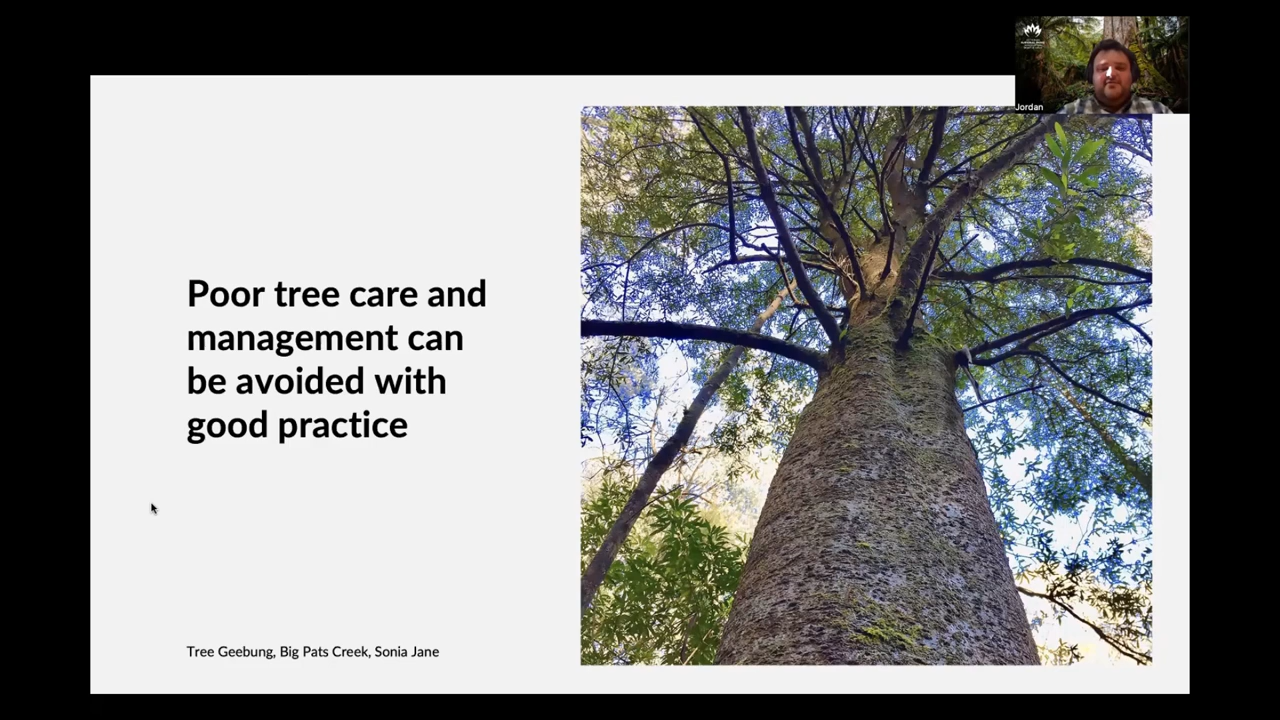 Jordan
Poor tree care and
management can
be avoided with
good practice
Tree Geebung, Big Pats Creek, Sonia Jane